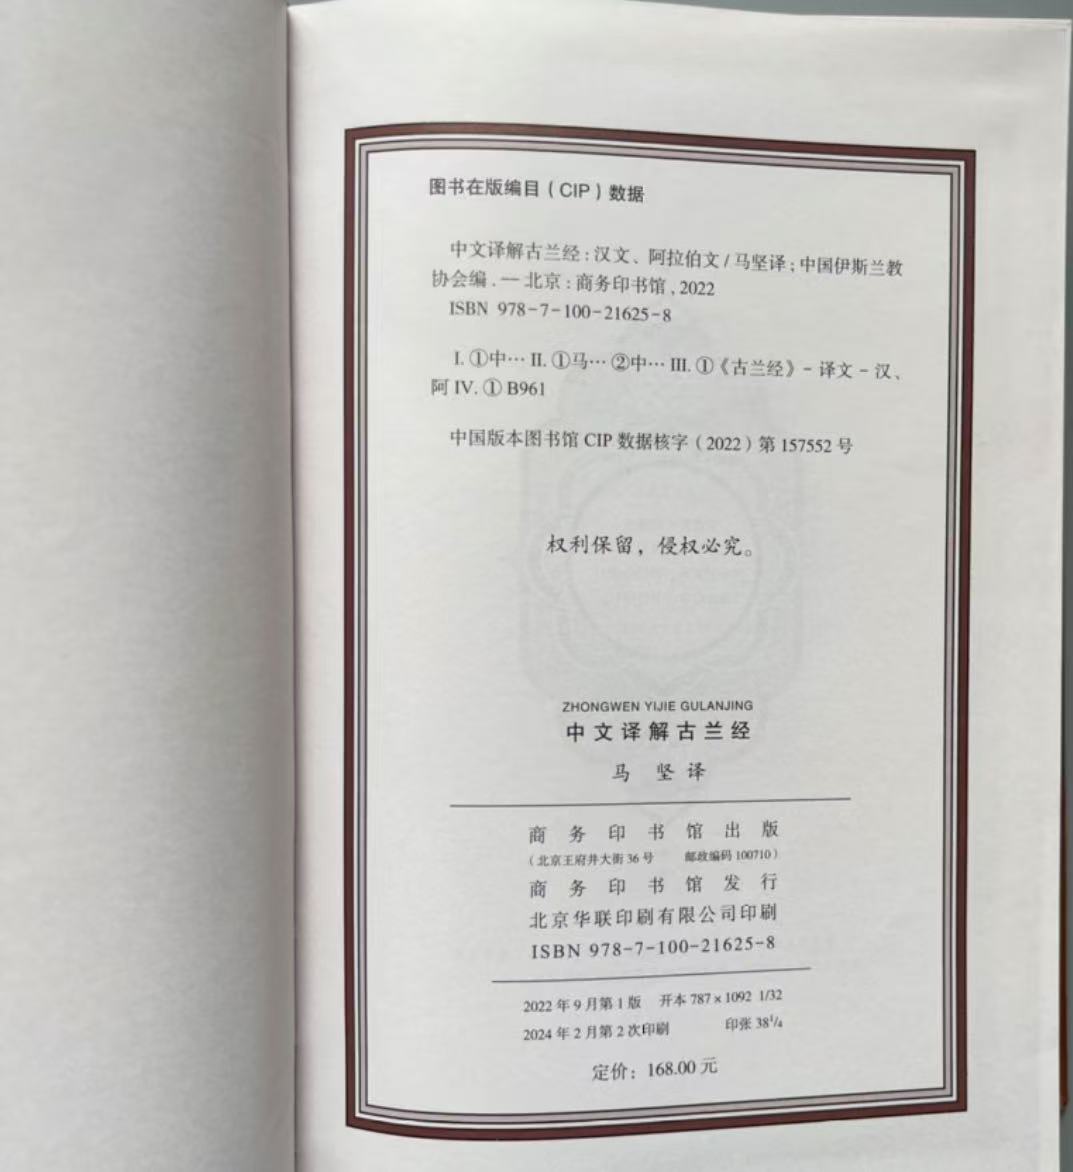 图书在版编目（CIP）数据
中文译解古兰经：汉文、阿拉伯文 / 马坚译；中国伊斯兰教
协会编 . — 北京：商务印书馆，2022
ISBN 978-7-100-21625-8
I. ①中… II. ①马… ②中… III. ①《古兰经》- 译文 - 汉、
阿 IV. ① B961
中国版本图书馆 CIP 数据核字（2022）第 157552 号
权利保留，侵权必究。
ZHONGWEN YIJIE GULANJING
中文译解古兰经
马 坚 译
商 务 印 书 馆 出 版
（北京王府井大街 36 号 邮政编码 100710）
商 务 印 书 馆 发 行
北京华联印刷有限公司印刷
ISBN 978-7-100-21625-8
2022 年 9 月第 1 版 开本 787 × 1092 1/32
2024 年 2 月第 2 次印刷 印张 38¹/₄
定价：168.00 元